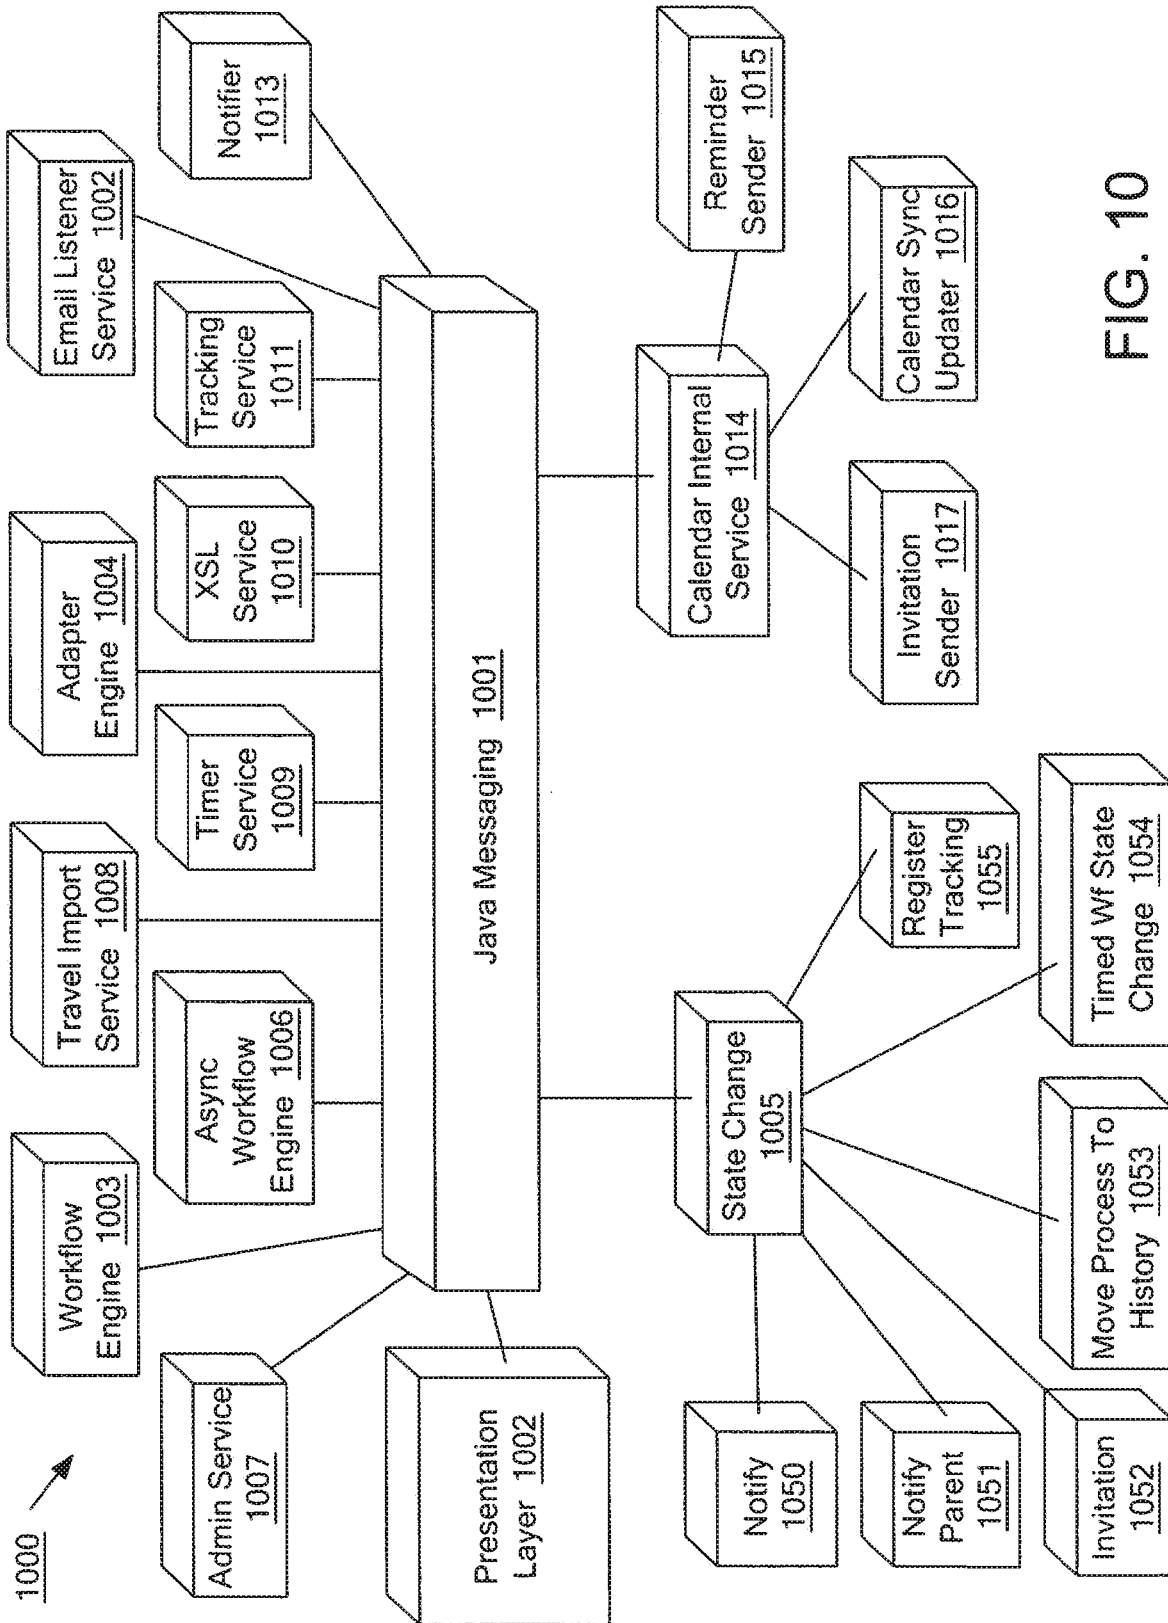 1000
Workflow
Engine 1003
Travel Import
Service 1008
Adapter
Engine 1004
Email Listener
Service 1002
Admin Service
1007
Async
Workflow
Engine 1006
Timer
Service
1009
XSL
Service
1010
Tracking
Service
1011
Notifier
1013
Presentation
Layer 1002
Java Messaging 1001
Notify
1050
State Change
1005
Calendar Internal
Service 1014
Reminder
Sender 1015
Notify
Parent
1051
Register
Tracking
1055
Invitation
Sender 1017
Calendar Sync
Updater 1016
Invitation
1052
Move Process To
History 1053
Timed Wf State
Change 1054
FIG. 10